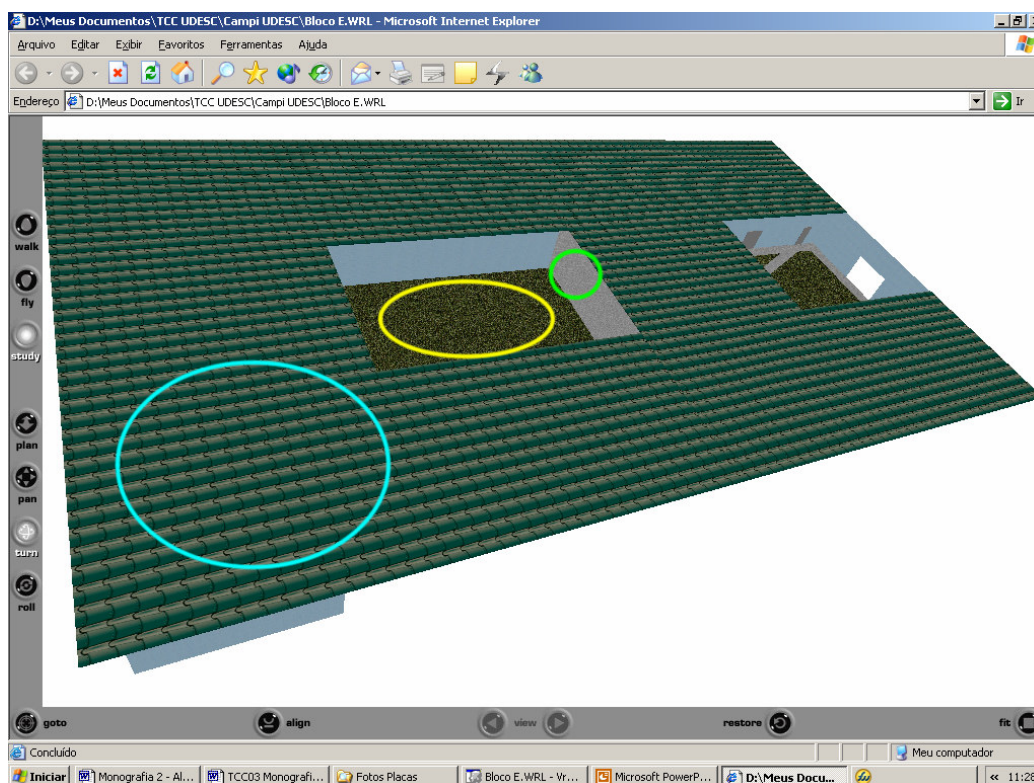 D:\Meus Documentos\TCC UDESC\Campi UDESC\Bloco E.WRL - Microsoft Internet Explorer
Arquivo Editar Exibir Favoritos Ferramentas Ajuda
Endereço D:\Meus Documentos\TCC UDESC\Campi UDESC\Bloco E.WRL Ir
walk
fly
study
plan
pan
turn
roll
goto align view restore fit
Concluído Meu computador
Iniciar Monografia 2 - Al... TCC03 Monografi... Fotos Placas Bloco E.WRL - Vr... Microsoft PowerP... D:\Meus Docu... «